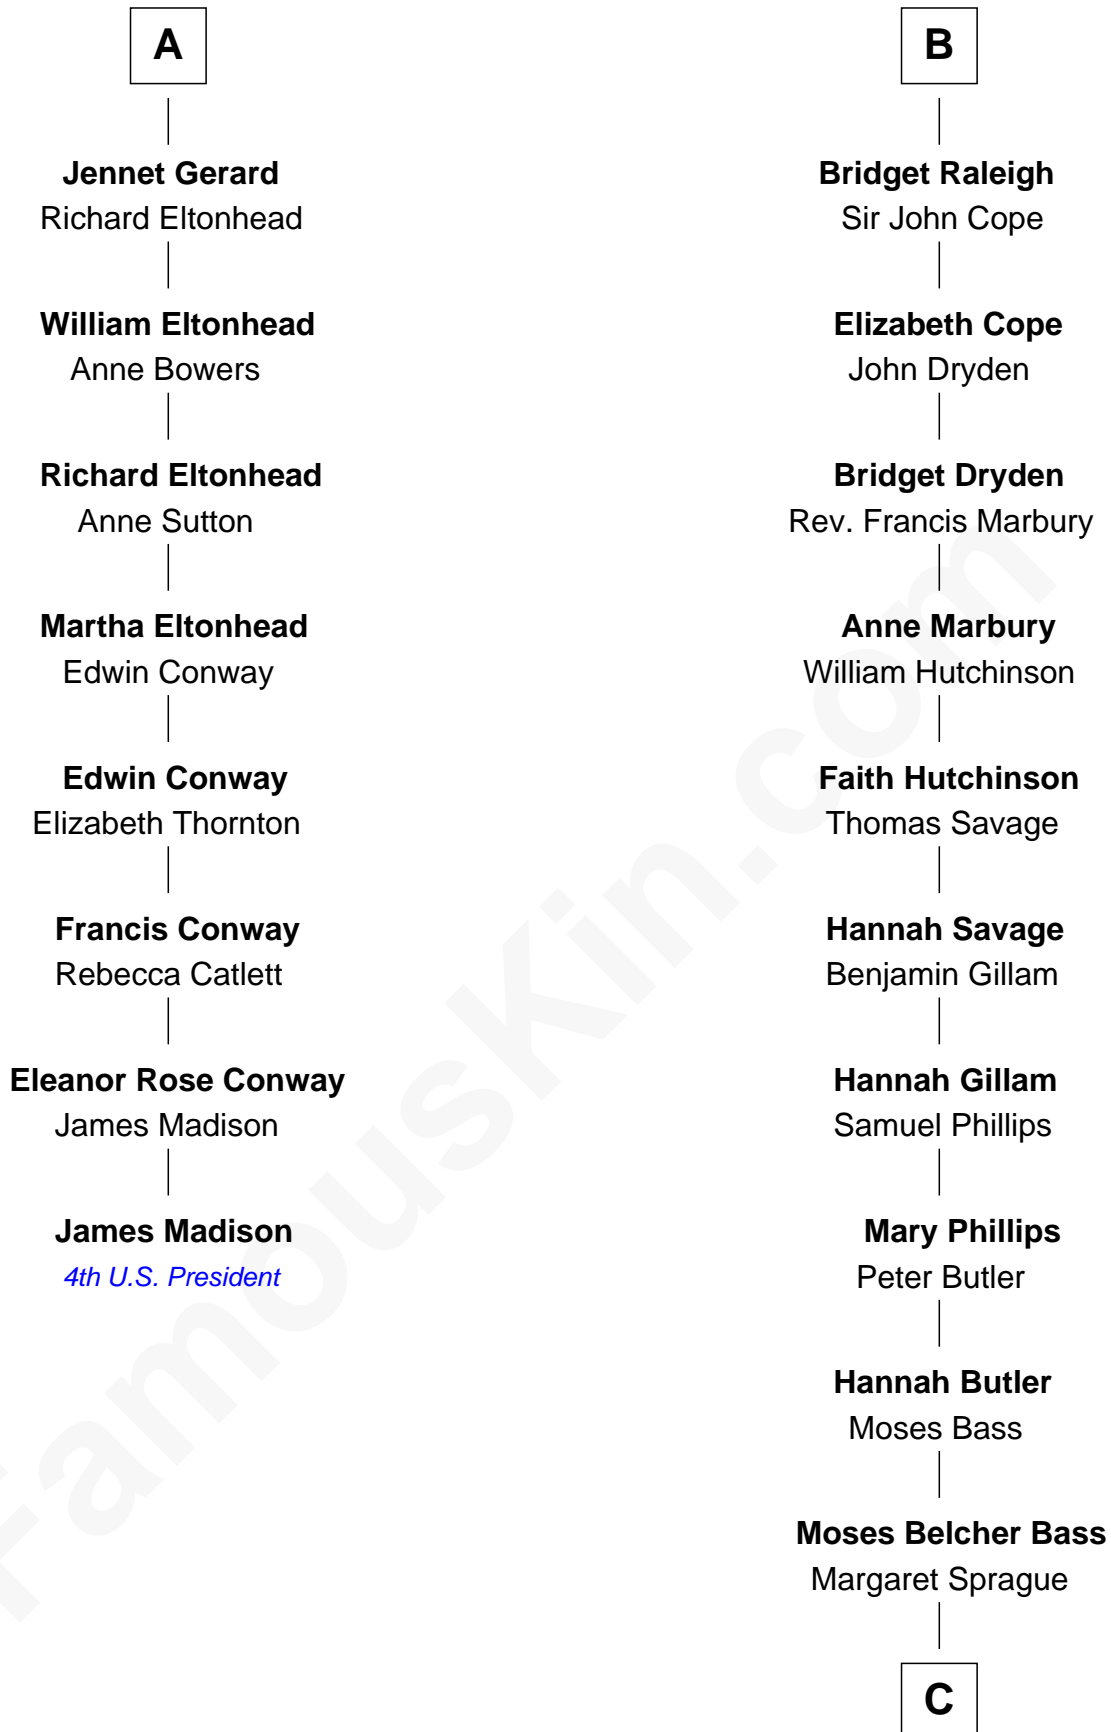 A
Jennet Gerard
Richard Eltonhead
William Eltonhead
Anne Bowers
Richard Eltonhead
Anne Sutton
Martha Eltonhead
Edwin Conway
Edwin Conway
Elizabeth Thornton
Francis Conway
Rebecca Catlett
Eleanor Rose Conway
James Madison
James Madison
4th U.S. President
B
Bridget Raleigh
Sir John Cope
Elizabeth Cope
John Dryden
Bridget Dryden
Rev. Francis Marbury
Anne Marbury
William Hutchinson
Faith Hutchinson
Thomas Savage
Hannah Savage
Benjamin Gillam
Hannah Gillam
Samuel Phillips
Mary Phillips
Peter Butler
Hannah Butler
Moses Bass
Moses Belcher Bass
Margaret Sprague
C
FamousKin.com